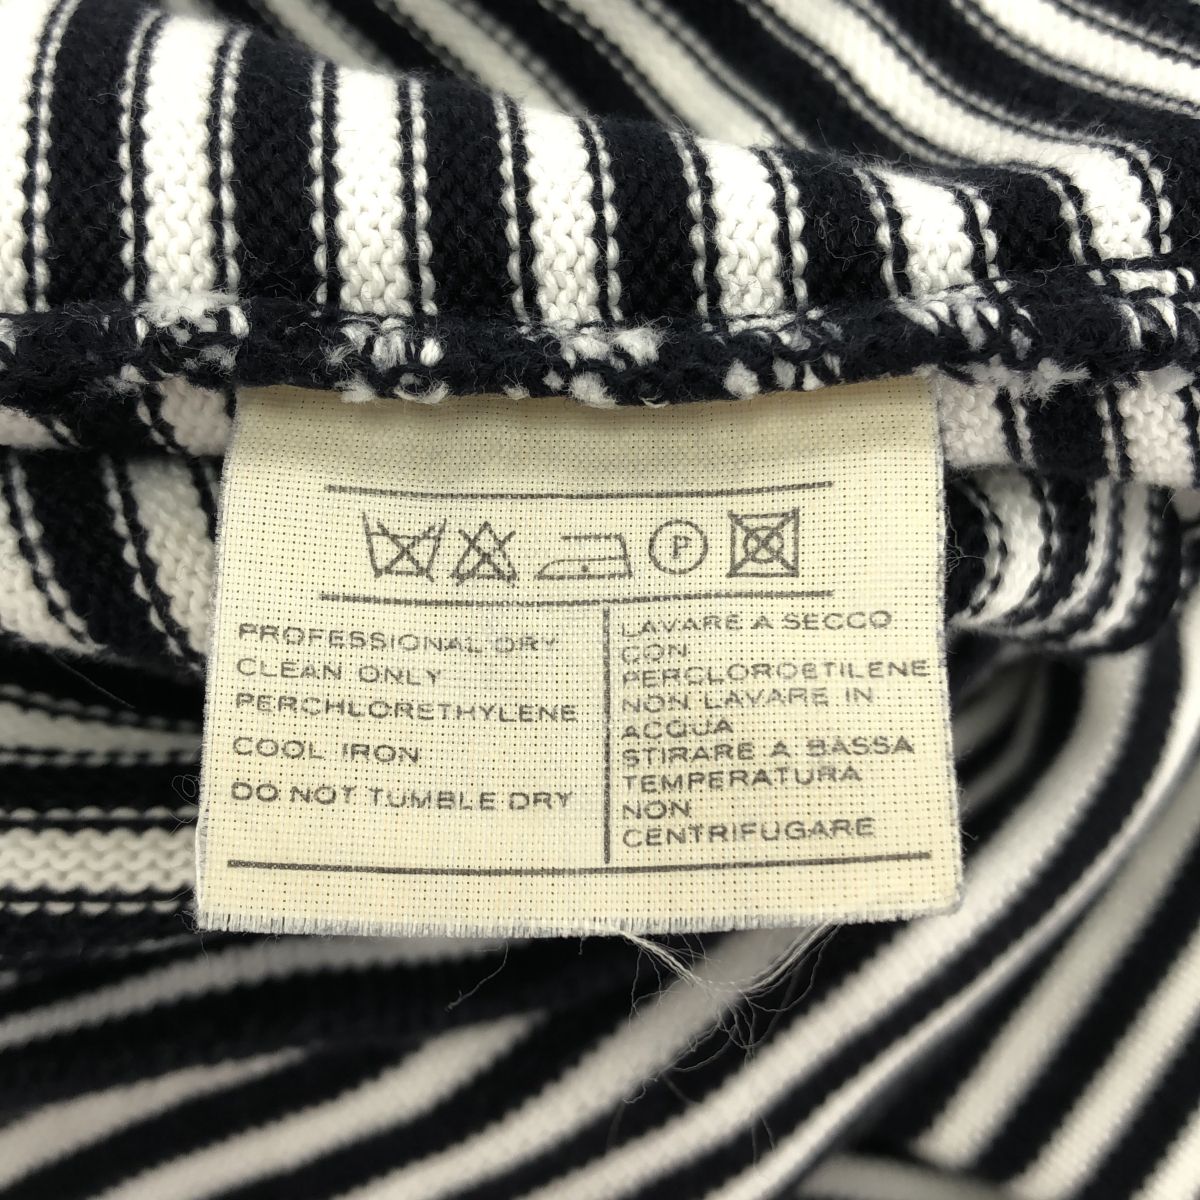 P
PROFESSIONAL DRY
CLEAN ONLY
PERCHLORETHYLENE
COOL IRON
DO NOT TUMBLE DRY
LAVARE A SECCO
CON
PERCLOROETILENE
NON LAVARE IN
ACQUA
STIRARE A BASSA
TEMPERATURA
NON
CENTRIFUGARE